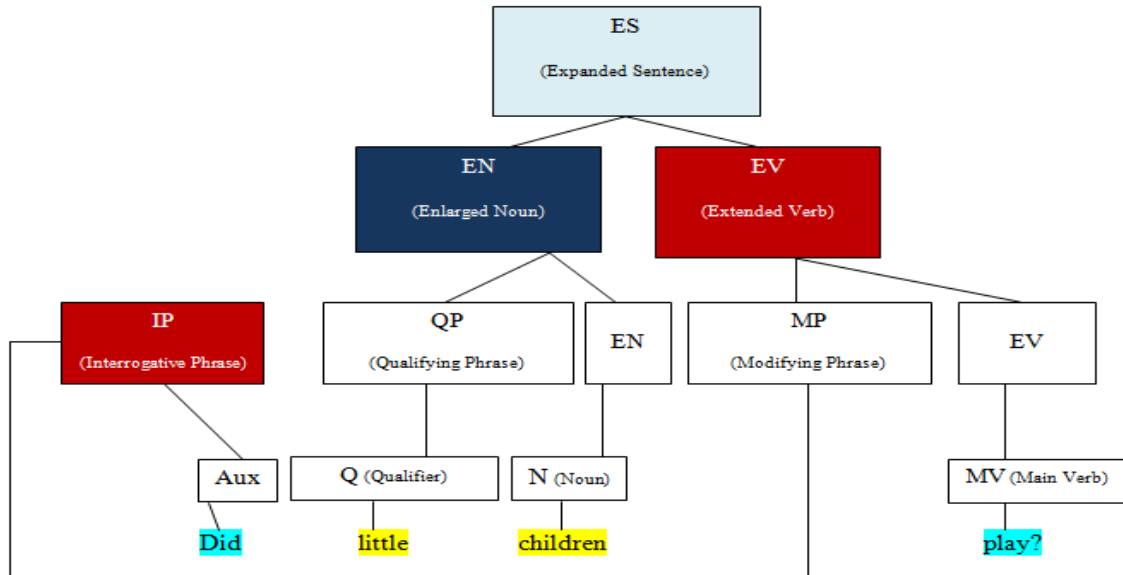 ES
(Expanded Sentence)
EN
(Enlarged Noun)
EV
(Extended Verb)
IP
(Interrogative Phrase)
QP
(Qualifying Phrase)
EN
MP
(Modifying Phrase)
EV
Aux
Q (Qualifier)
N (Noun)
MV (Main Verb)
Did
little
children
play?